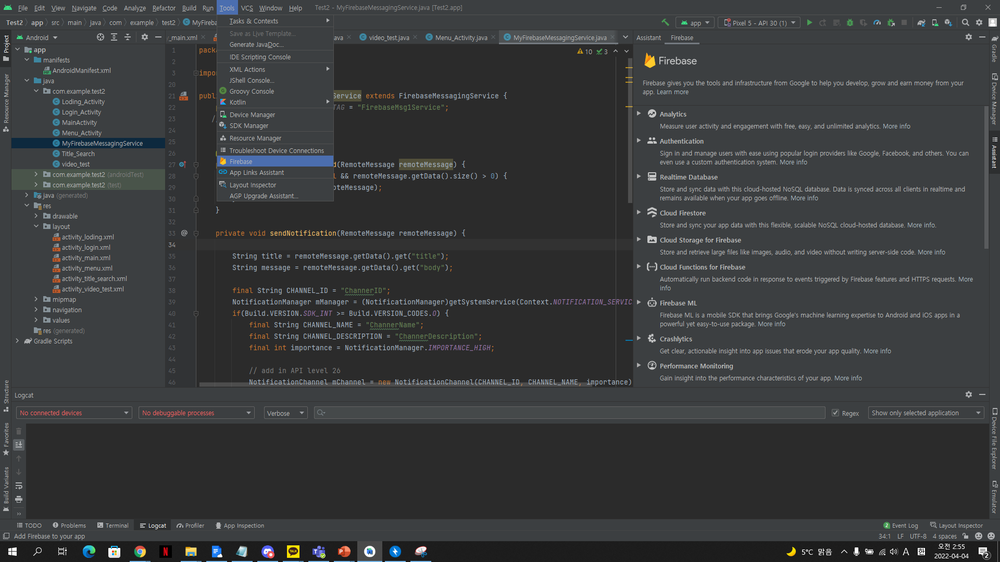 File Edit View Navigate Code Analyze Refactor Build Run Tools VCS Window Help Test2 - MyFirebaseMessagingService.java [Test2.app]
Test2 app src main java com example test2 MyFireba
app Pixel 5 - API 30 (1)
Tasks & Contexts
Save as Live Template...
Generate JavaDoc...
IDE Scripting Console
XML Actions
JShell Console...
Groovy Console
Kotlin
Device Manager
SDK Manager
Resource Manager
Troubleshoot Device Connections
Firebase
App Links Assistant
Layout Inspector
AGP Upgrade Assistant...
Project
Resource Manager
Structure
Favorites
Build Variants
Android
app
manifests
AndroidManifest.xml
java
com.example.test2
Loding_Activity
Login_Activity
MainActivity
Menu_Activity
MyFirebaseMessagingService
Title_Search
video_test
com.example.test2 (androidTest)
com.example.test2 (test)
java (generated)
res
drawable
layout
activity_loding.xml
activity_login.xml
activity_main.xml
activity_menu.xml
activity_title_search.xml
activity_video_test.xml
mipmap
navigation
values
res (generated)
Gradle Scripts
y_main.xml ava video_test.java Menu_Activity.java MyFirebaseMessagingService.java
10 3
1 packa
2
3 impor
20
21 publi Service extends FirebaseMessagingService {
22 TAG = "FirebaseMsg1Service";
23 /
24
25
26
27 d(RemoteMessage remoteMessage) {
28 l && remoteMessage.getData().size() > 0) {
29 oteMessage);
30
31 }
32
33 @ private void sendNotification(RemoteMessage remoteMessage) {
34
35 String title = remoteMessage.getData().get("title");
36 String message = remoteMessage.getData().get("body");
37
38 final String CHANNEL_ID = "ChannerID";
39 NotificationManager mManager = (NotificationManager)getSystemService(Context.NOTIFICATION_SERVIC
40 if(Build.VERSION.SDK_INT >= Build.VERSION_CODES.O) {
41 final String CHANNEL_NAME = "ChannerName";
42 final String CHANNEL_DESCRIPTION = "ChannerDescription";
43 final int importance = NotificationManager.IMPORTANCE_HIGH;
44
45 // add in API level 26
46 NotificationChannel mChannel = new NotificationChannel(CHANNEL_ID, CHANNEL_NAME, importance)
Assistant Firebase
Firebase
Firebase gives you the tools and infrastructure from Google to help you develop, grow and earn money from your
app. Learn more
Analytics
Measure user activity and engagement with free, easy, and unlimited analytics. More info
Authentication
Sign in and manage users with ease using popular login providers like Google, Facebook, and others. You can
even use a custom authentication system. More info
Realtime Database
Store and sync data with this cloud-hosted NoSQL database. Data is synced across all clients in realtime and
remains available when your app goes offline. More info
Cloud Firestore
Store and sync your app data with this flexible, scalable NoSQL cloud-hosted database. More info.
Cloud Storage for Firebase
Store and retrieve large files like images, audio, and video without writing server-side code. More info
Cloud Functions for Firebase
Automatically run backend code in response to events triggered by Firebase features and HTTPS requests. More
info
Firebase ML
Firebase ML is a mobile SDK that brings Google's machine learning expertise to Android and iOS apps in a
powerful yet easy-to-use package. More info
Crashlytics
Get clear, actionable insight into app issues that erode your app quality. More info
Performance Monitoring
Gain insight into the performance characteristics of your app. More info
Gradle
Device Manager
Assistant
Device File Explorer
Emulator
Logcat
No connected devices No debuggable processes Verbose Regex Show only selected application
TODO Problems Terminal Logcat Profiler App Inspection 2 Event Log Layout Inspector
Add Firebase to your app 34:1 LF UTF-8 4 spaces
N TALK P 5°C 맑음 A 한 오전 2:55
2022-04-04 2